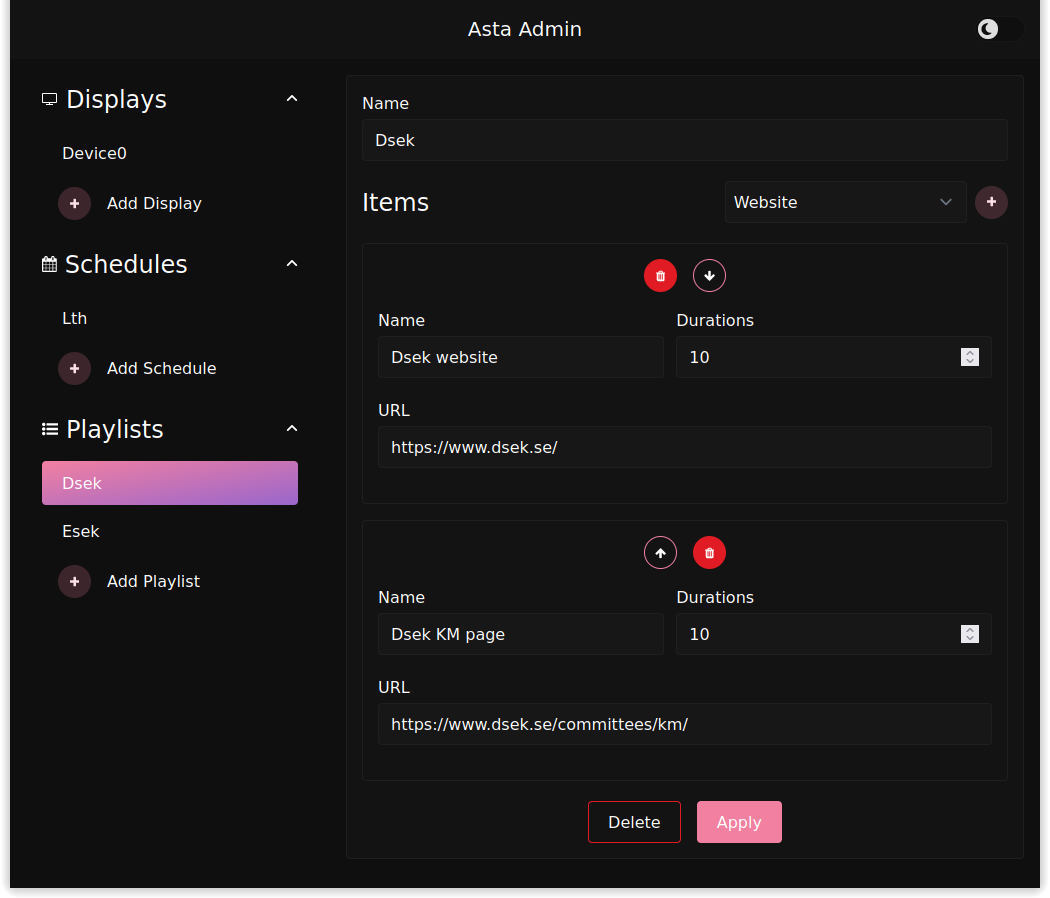 Asta Admin
Displays
Device0
Add Display
Schedules
Lth
Add Schedule
Playlists
Dsek
Esek
Add Playlist
Name
Dsek
Items
Website
Name Durations
Dsek website 10
URL
https://www.dsek.se/
Name Durations
Dsek KM page 10
URL
https://www.dsek.se/committees/km/
Delete Apply